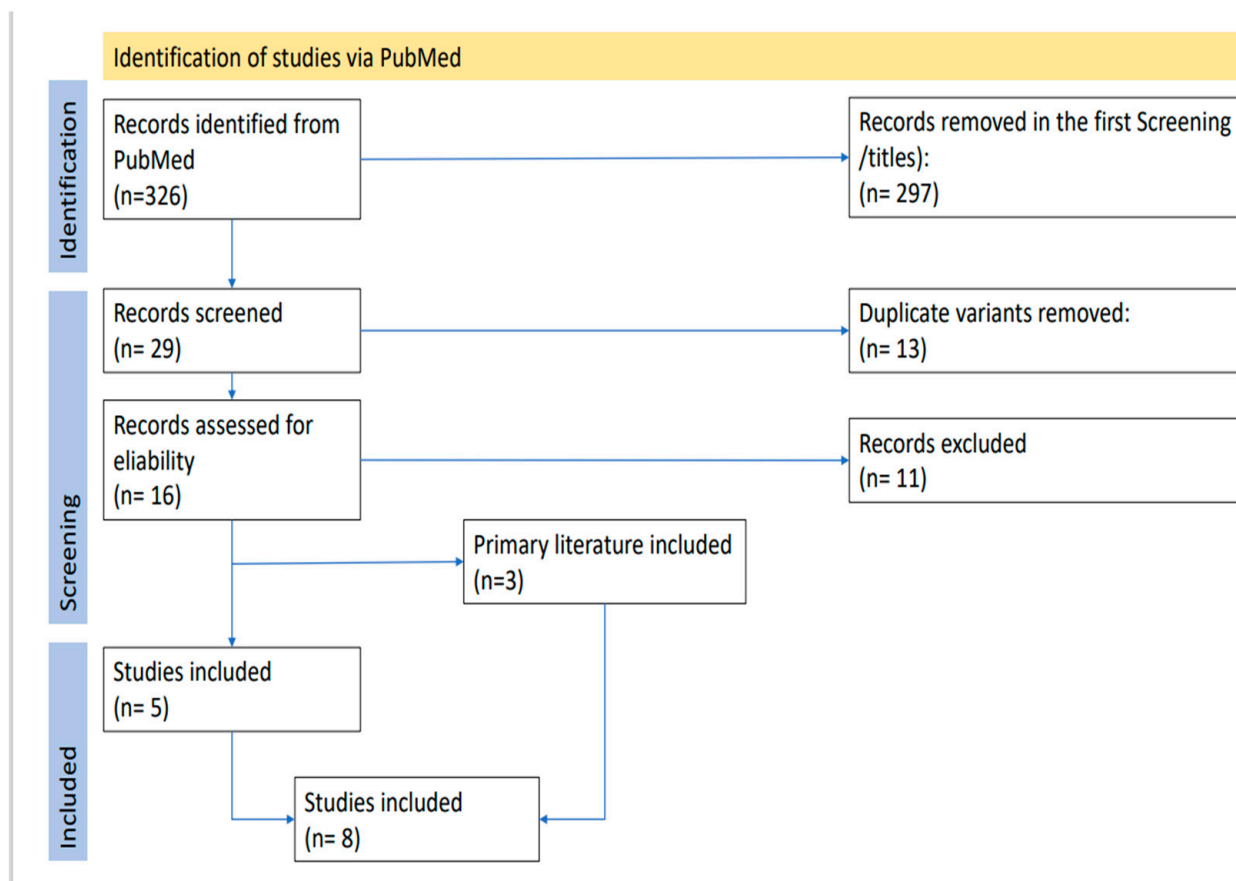 Identification of studies via PubMed
Identification
Records identified from
PubMed
(n=326)
Records removed in the first Screening
/titles):
(n= 297)
Screening
Records screened
(n= 29)
Duplicate variants removed:
(n= 13)
Records assessed for
eliability
(n= 16)
Records excluded
(n= 11)
Primary literature included
(n=3)
Included
Studies included
(n= 5)
Studies included
(n= 8)